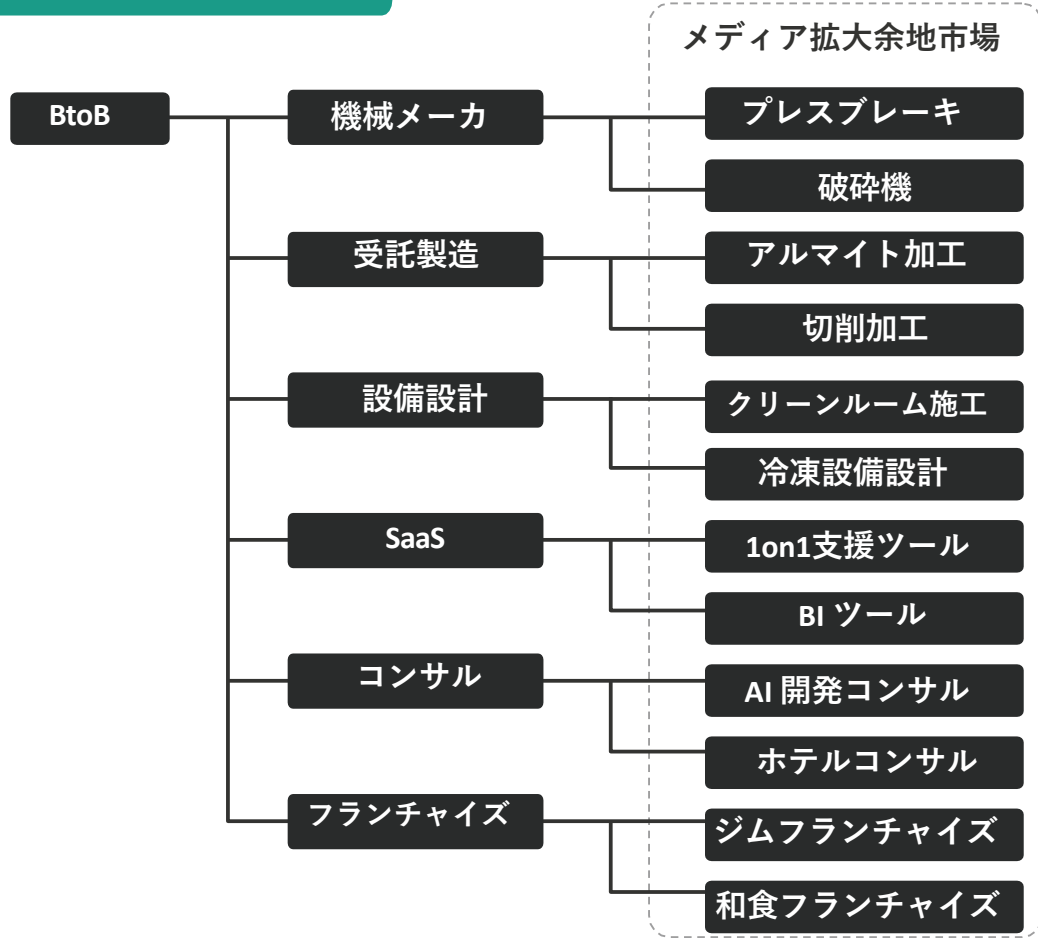 メディア拡大余地市場
BtoB
機械メーカ
プレスブレーキ
破砕機
受託製造
アルマイト加工
切削加工
設備設計
クリーンルーム施工
冷凍設備設計
SaaS
1on1支援ツール
BI ツール
コンサル
AI 開発コンサル
ホテルコンサル
フランチャイズ
ジムフランチャイズ
和食フランチャイズ